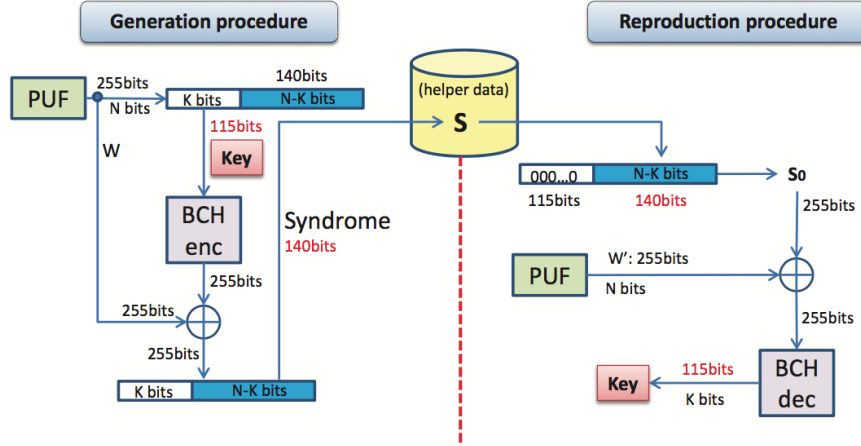 Generation procedure
Reproduction procedure
PUF
255bits
N bits
140bits
K bits
N-K bits
W
115bits
Key
BCH
enc
255bits
255bits
255bits
K bits
N-K bits
Syndrome
140bits
(helper data)
S
000...0
N-K bits
115bits
140bits
So
255bits
PUF
W': 255bits
N bits
255bits
BCH
dec
115bits
K bits
Key